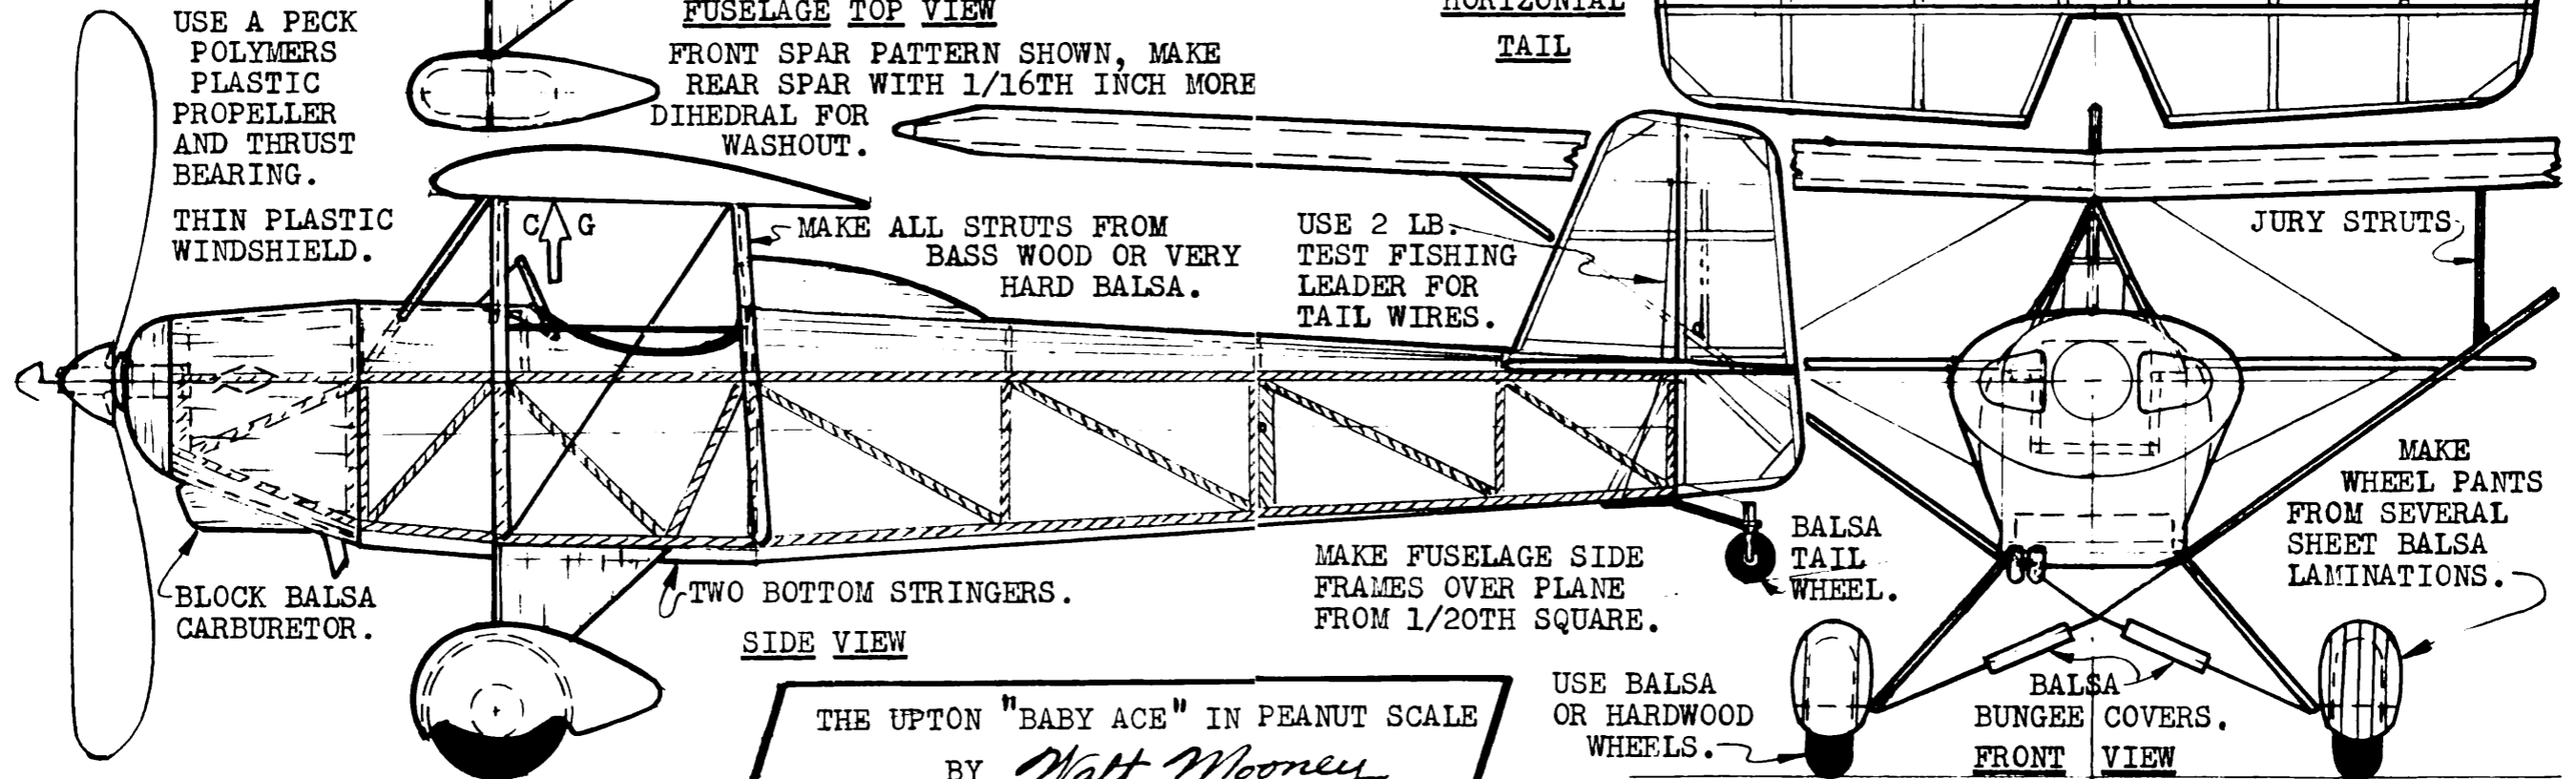 USE A PECK
POLYMERS
PLASTIC
PROPELLER
AND THRUST
BEARING.
THIN PLASTIC
WINDSHIELD.
FUSELAGE TOP VIEW
FRONT SPAR PATTERN SHOWN, MAKE
REAR SPAR WITH 1/16TH INCH MORE
DIHEDRAL FOR
WASHOUT.
HORIZONTAL
TAIL
C G
MAKE ALL STRUTS FROM
BASS WOOD OR VERY
HARD BALSA.
USE 2 LB.
TEST FISHING
LEADER FOR
TAIL WIRES.
JURY STRUTS
MAKE
WHEEL PANTS
FROM SEVERAL
SHEET BALSA
LAMINATIONS.
BLOCK BALSA
CARBURETOR.
TWO BOTTOM STRINGERS.
SIDE VIEW
MAKE FUSELAGE SIDE
FRAMES OVER PLANE
FROM 1/20TH SQUARE.
BALSA
TAIL
WHEEL.
USE BALSA
OR HARDWOOD
WHEELS.
BALSA
BUNGEE COVERS.
FRONT VIEW
THE UPTON "BABY ACE" IN PEANUT SCALE
BY Walt Mooney